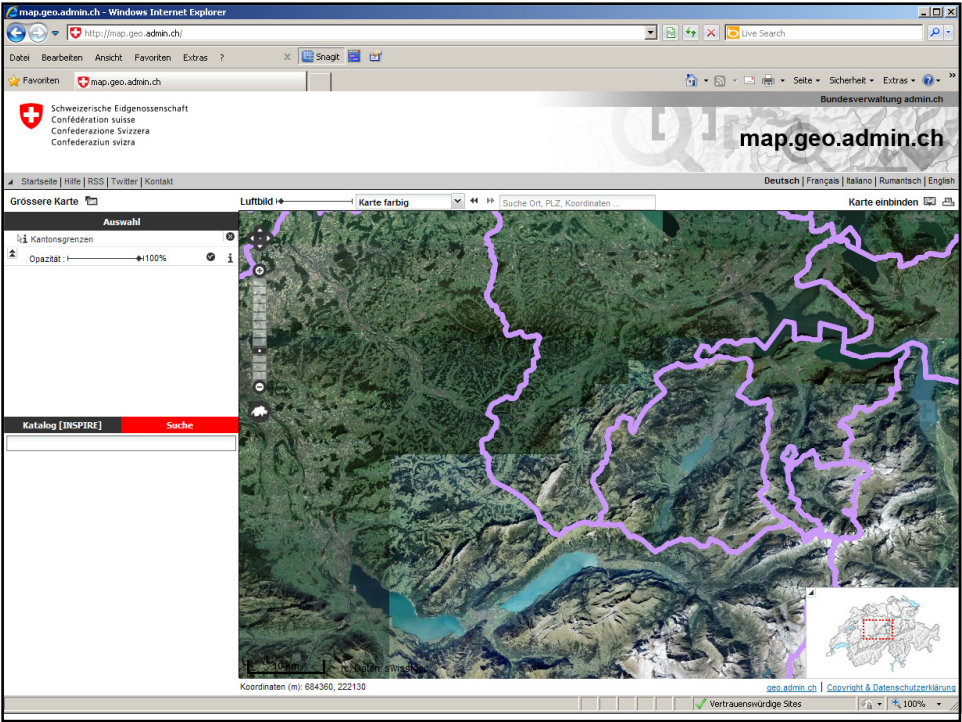 map.geo.admin.ch - Windows Internet Explorer
http://map.geo.admin.ch/
Live Search
Datei Bearbeiten Ansicht Favoriten Extras ? X Snagit
Favoriten map.geo.admin.ch Seite Sicherheit Extras
Bundesverwaltung admin.ch
Schweizerische Eidgenossenschaft
Confédération suisse
Confederazione Svizzera
Confederaziun svizra
map.geo.admin.ch
Startseite | Hilfe | RSS | Twitter | Kontakt Deutsch | Français | Italiano | Rumantsch | English
Grössere Karte Luftbild Karte farbig Suche Ort, PLZ, Koordinaten ... Karte einbinden
Auswahl
Kantonsgrenzen
Opazität : 100%
Katalog [INSPIRE] Suche
10 km © Daten: swisstopo
Koordinaten (m): 684360, 222130 geo.admin.ch | Copyright & Datenschutzerklärung
Vertrauenswürdige Sites 100%